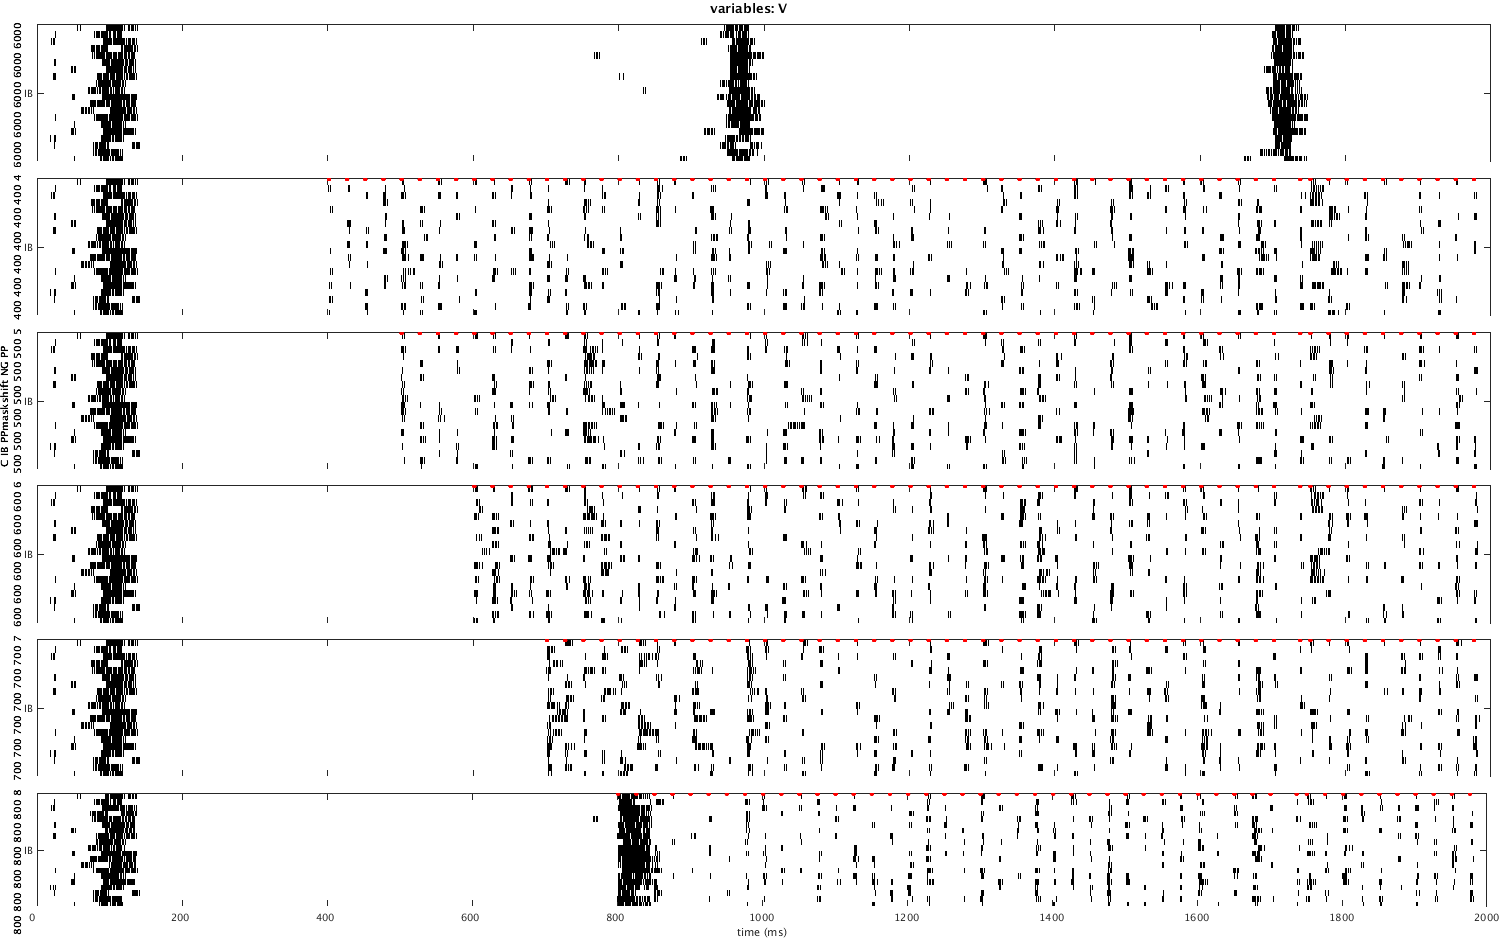 variables: V
6000 6000 6000 6000 6000
IB
400 400 400 400 4
IB
C IB PPmaskshift NG PP
500 500 500 500 5
IB
600 600 600 600 6
IB
700 700 700 700 7
IB
800 800 800 800 8
IB
0 200 400 600 800 1000 1200 1400 1600 1800 2000
time (ms)